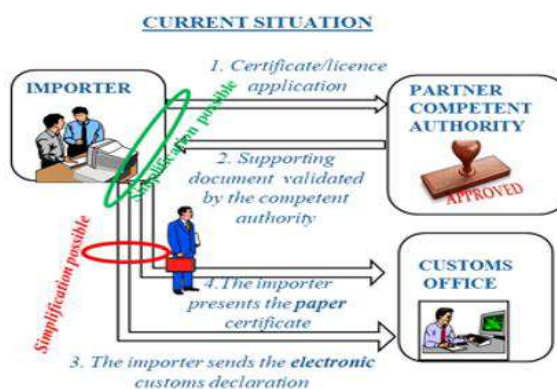 CURRENT SITUATION
IMPORTER
Simplification possible
1. Certificate/licence
application
PARTNER
COMPETENT
AUTHORITY
APPROVED
2. Supporting
document validated
by the competent
authority
Simplification possible
4.The importer
presents the paper
certificate
CUSTOMS
OFFICE
3. The importer sends the electronic
customs declaration